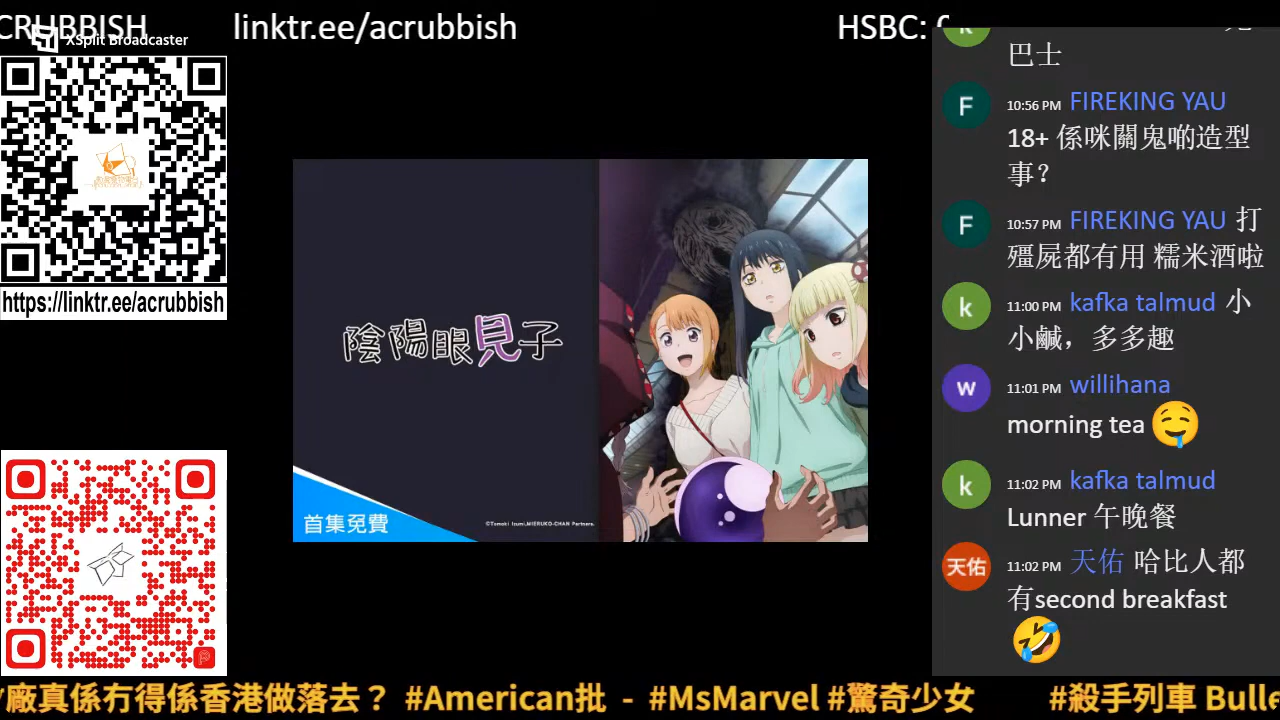 CRUBBISH linktr.ee/acrubbish HSBC:
XSplit Broadcaster
https://linktr.ee/acrubbish
陰陽眼見子
首集免費
©Tomoki Izumi,MIERUKO-CHAN Partners.
巴士
F 10:56 PM FIREKING YAU
18+ 係咪關鬼啲造型
事？
F 10:57 PM FIREKING YAU 打
殭屍都有用 糯米酒啦
k 11:00 PM kafka talmud 小
小鹹，多多趣
w 11:01 PM willihana
morning tea 🤤
k 11:02 PM kafka talmud
Lunner 午晚餐
天佑 11:02 PM 天佑 哈比人都
有second breakfast
🤣
廠真係冇得係香港做落去？ #American批 - #MsMarvel #驚奇少女 #殺手列車 Bulle